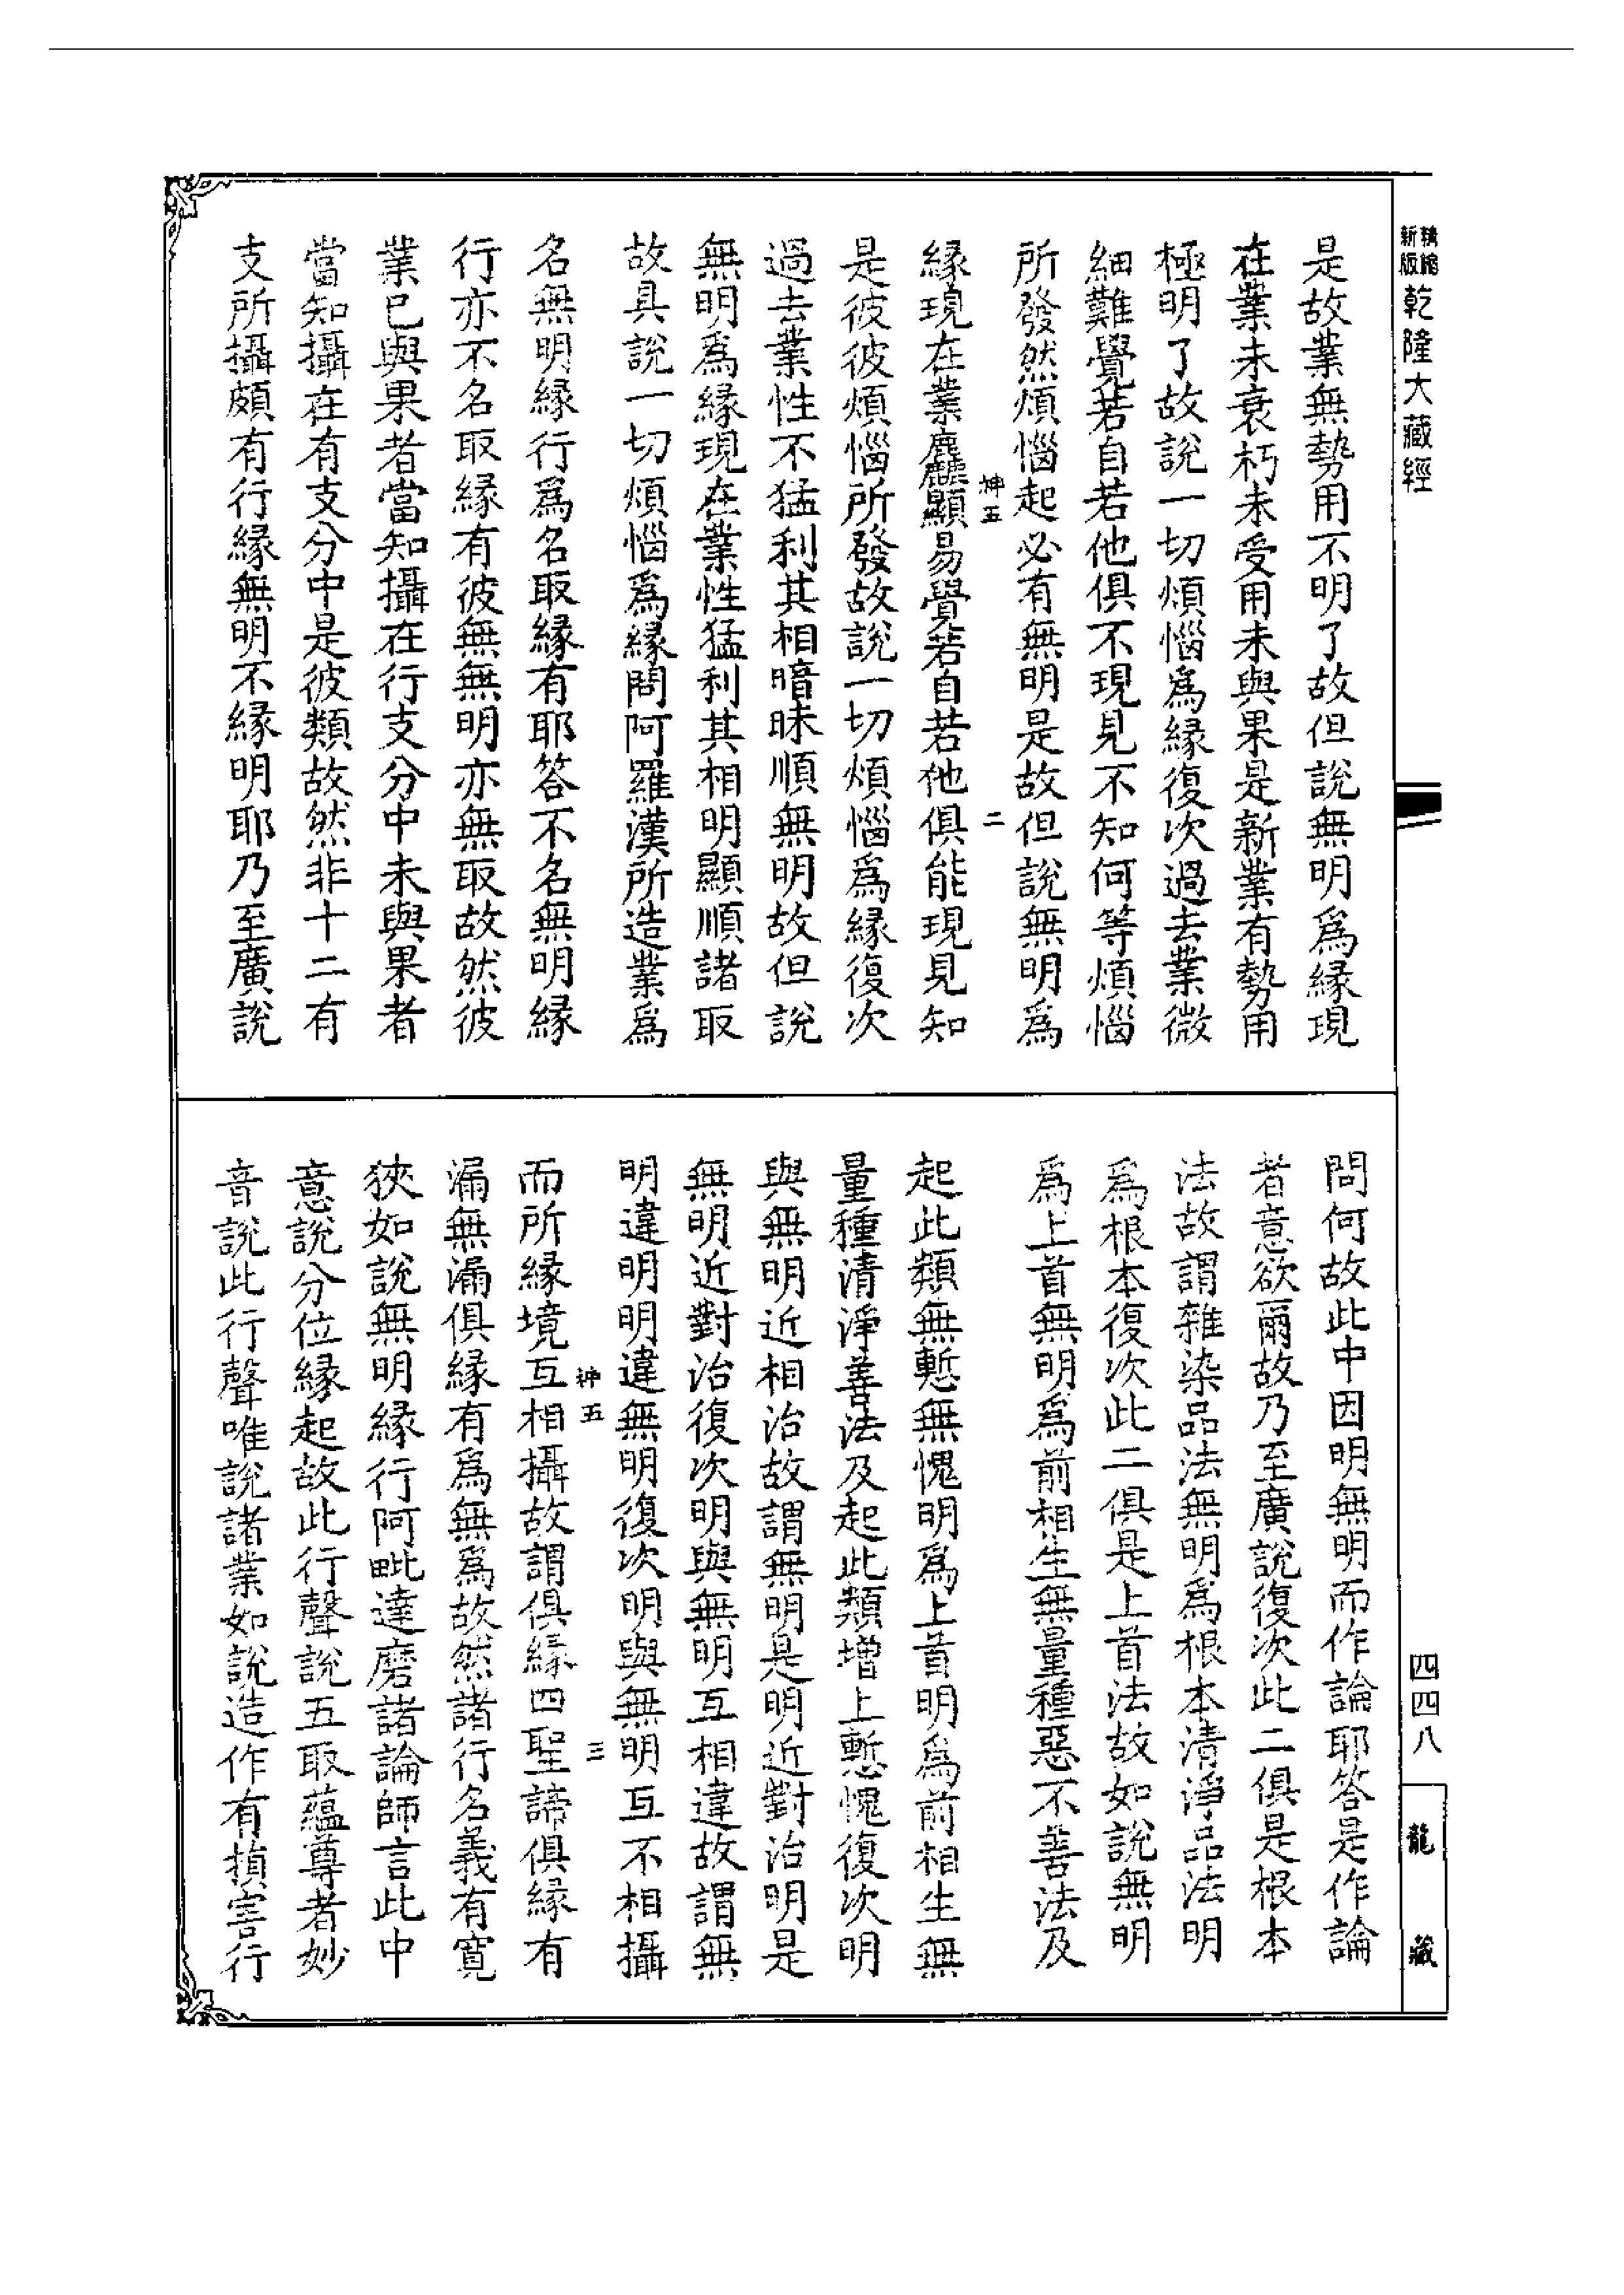 精縮新版乾隆大藏經
是故業無勢用不明了故但說無明爲縁現
在業未衰朽未受用未與果是新業有勢用
極明了故說一切煩惱爲縁復次過去業微
細難覺若自若他俱不現見不知何等煩惱
所發然煩惱起必有無明是故但說無明爲
神五 二
縁現在業麤顯易覺若自若他俱能現見知
是彼彼煩惱所發故說一切煩惱爲縁復次
過去業性不猛利其相暗昧順無明故但說
無明爲縁現在業性猛利其相明顯順諸取
故具說一切煩惱爲縁問阿羅漢所造業爲
名無明縁行爲名取縁有耶答不名無明縁
行亦不名取縁有彼無無明亦無取故然彼
業已與果者當知攝在行支分中未與果者
當知攝在有支分中是彼類故然非十二有
支所攝頗有行縁無明不縁明耶乃至廣說
問何故此中因明無明而作論耶答是作論
者意欲爾故乃至廣說復次此二俱是根本
法故謂雜染品法無明爲根本清淨品法明
爲根本復次此二俱是上首法故如說無明
爲上首無明爲前相生無量種惡不善法及
起此類無慙無愧明爲上首明爲前相生無
量種清淨善法及起此類增上慙愧復次明
與無明近相治故謂無明是明近對治明是
無明近對治復次明與無明互相違故謂無
明違明明違無明復次明與無明互不相攝
神五 三
而所縁境互相攝故謂俱縁四聖諦俱縁有
漏無漏俱縁有爲無爲故然諸行名義有寛
狹如說無明縁行阿毗達磨諸論師言此中
意說分位縁起故此行聲說五取蘊尊者妙
音說此行聲唯說諸業如說造作有損害行
四四八
龍藏